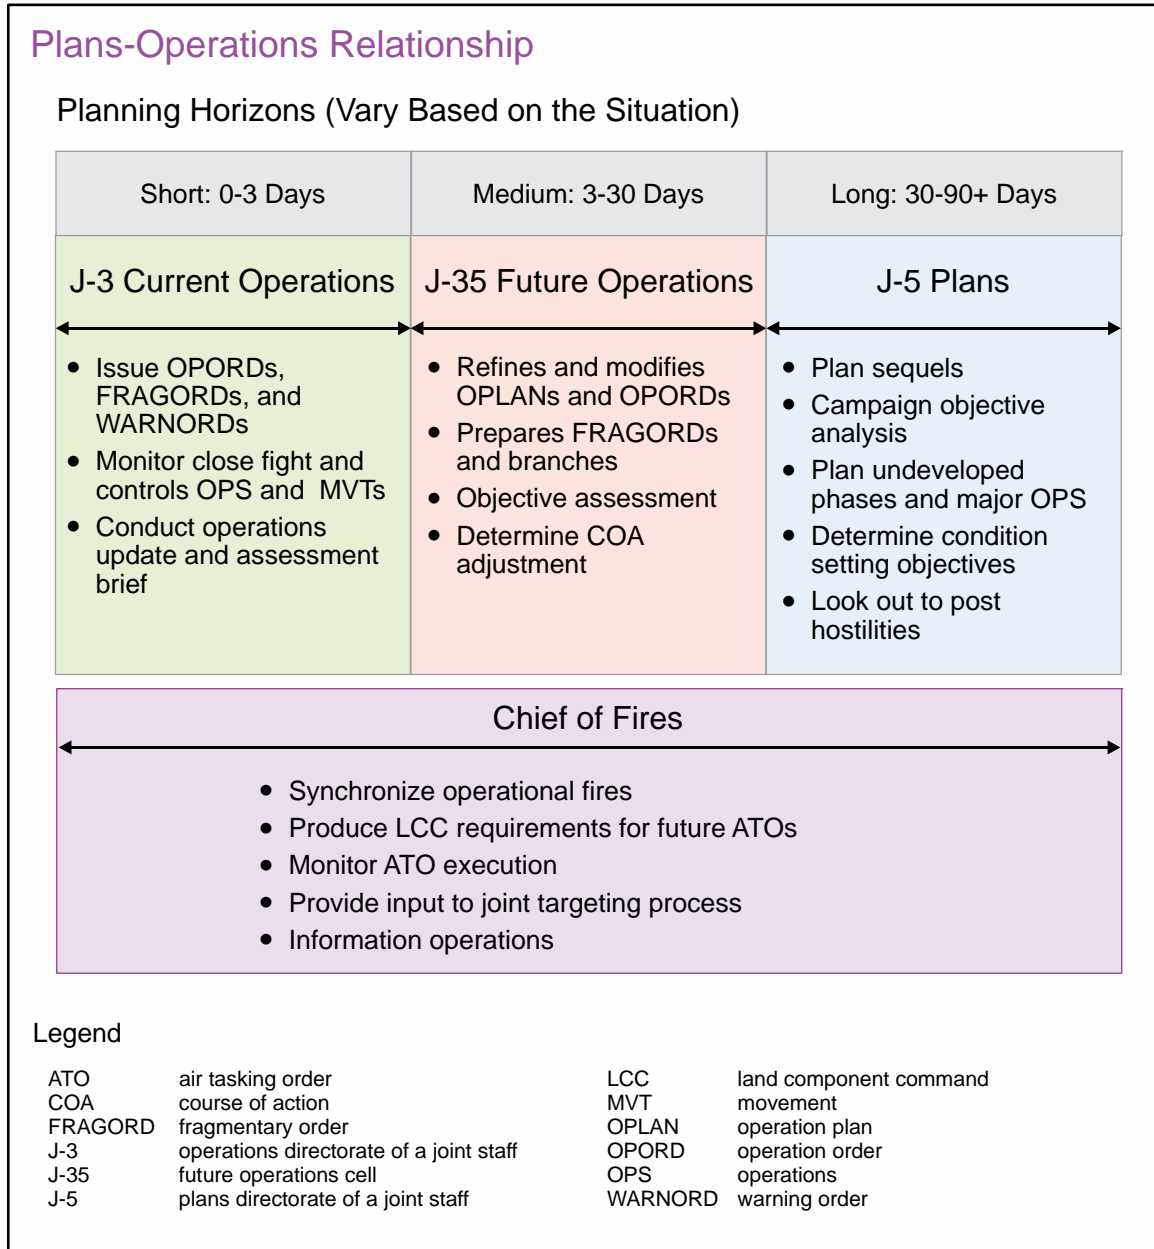 Plans-Operations Relationship
Planning Horizons (Vary Based on the Situation)
Short: 0-3 Days
Medium: 3-30 Days
Long: 30-90+ Days
J-3 Current Operations
• Issue OPORDs,
FRAGORDs, and
WARNORDs
• Monitor close fight and
controls OPS and MVTs
• Conduct operations
update and assessment
brief
J-35 Future Operations
• Refines and modifies
OPLANs and OPORDs
• Prepares FRAGORDs
and branches
• Objective assessment
• Determine COA
adjustment
J-5 Plans
• Plan sequels
• Campaign objective
analysis
• Plan undeveloped
phases and major OPS
• Determine condition
setting objectives
• Look out to post
hostilities
Chief of Fires
• Synchronize operational fires
• Produce LCC requirements for future ATOs
• Monitor ATO execution
• Provide input to joint targeting process
• Information operations
Legend
ATO air tasking order
COA course of action
FRAGORD fragmentary order
J-3 operations directorate of a joint staff
J-35 future operations cell
J-5 plans directorate of a joint staff
LCC land component command
MVT movement
OPLAN operation plan
OPORD operation order
OPS operations
WARNORD warning order